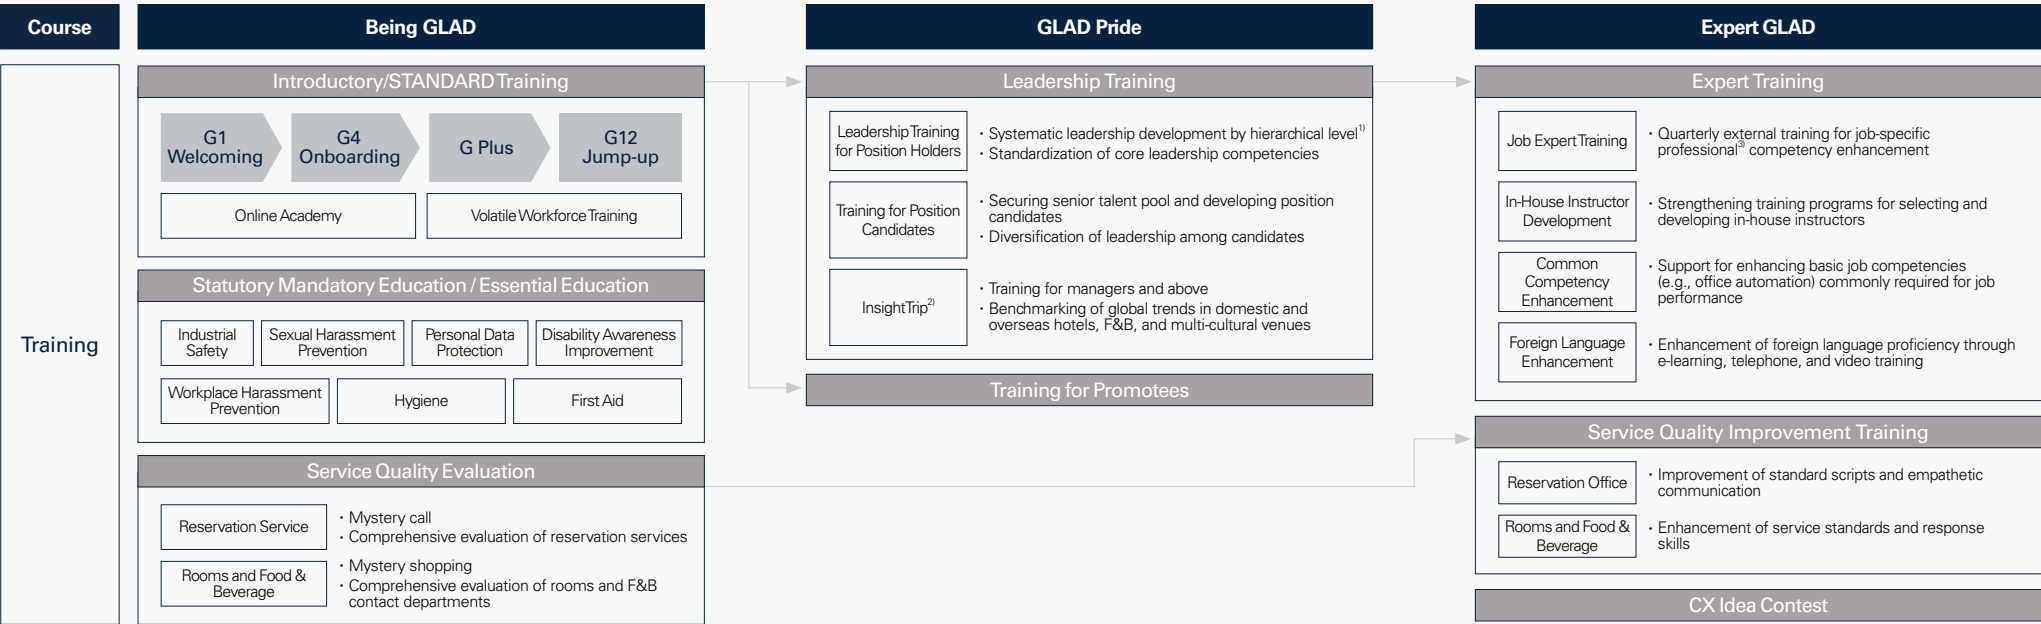 Course
Being GLAD
GLAD Pride
Expert GLAD
Training
Introductory/STANDARD Training
G1
Welcoming
G4
Onboarding
G Plus
G12
Jump-up
Online Academy
Volatile Workforce Training
Statutory Mandatory Education / Essential Education
Industrial
Safety
Sexual Harassment
Prevention
Personal Data
Protection
Disability Awareness
Improvement
Workplace Harassment
Prevention
Hygiene
First Aid
Service Quality Evaluation
Reservation Service
· Mystery call
· Comprehensive evaluation of reservation services
Rooms and Food &
Beverage
· Mystery shopping
· Comprehensive evaluation of rooms and F&B
contact departments
Leadership Training
Leadership Training
for Position Holders
· Systematic leadership development by hierarchical level1)
· Standardization of core leadership competencies
Training for Position
Candidates
· Securing senior talent pool and developing position
candidates
· Diversification of leadership among candidates
Insight Trip2)
· Training for managers and above
· Benchmarking of global trends in domestic and
overseas hotels, F&B, and multi-cultural venues
Training for Promotees
Expert Training
Job Expert Training
· Quarterly external training for job-specific
professional3) competency enhancement
In-House Instructor
Development
· Strengthening training programs for selecting and
developing in-house instructors
Common
Competency
Enhancement
· Support for enhancing basic job competencies
(e.g., office automation) commonly required for job
performance
Foreign Language
Enhancement
· Enhancement of foreign language proficiency through
e-learning, telephone, and video training
Service Quality Improvement Training
Reservation Office
· Improvement of standard scripts and empathetic
communication
Rooms and Food &
Beverage
· Enhancement of service standards and response
skills
CX Idea Contest